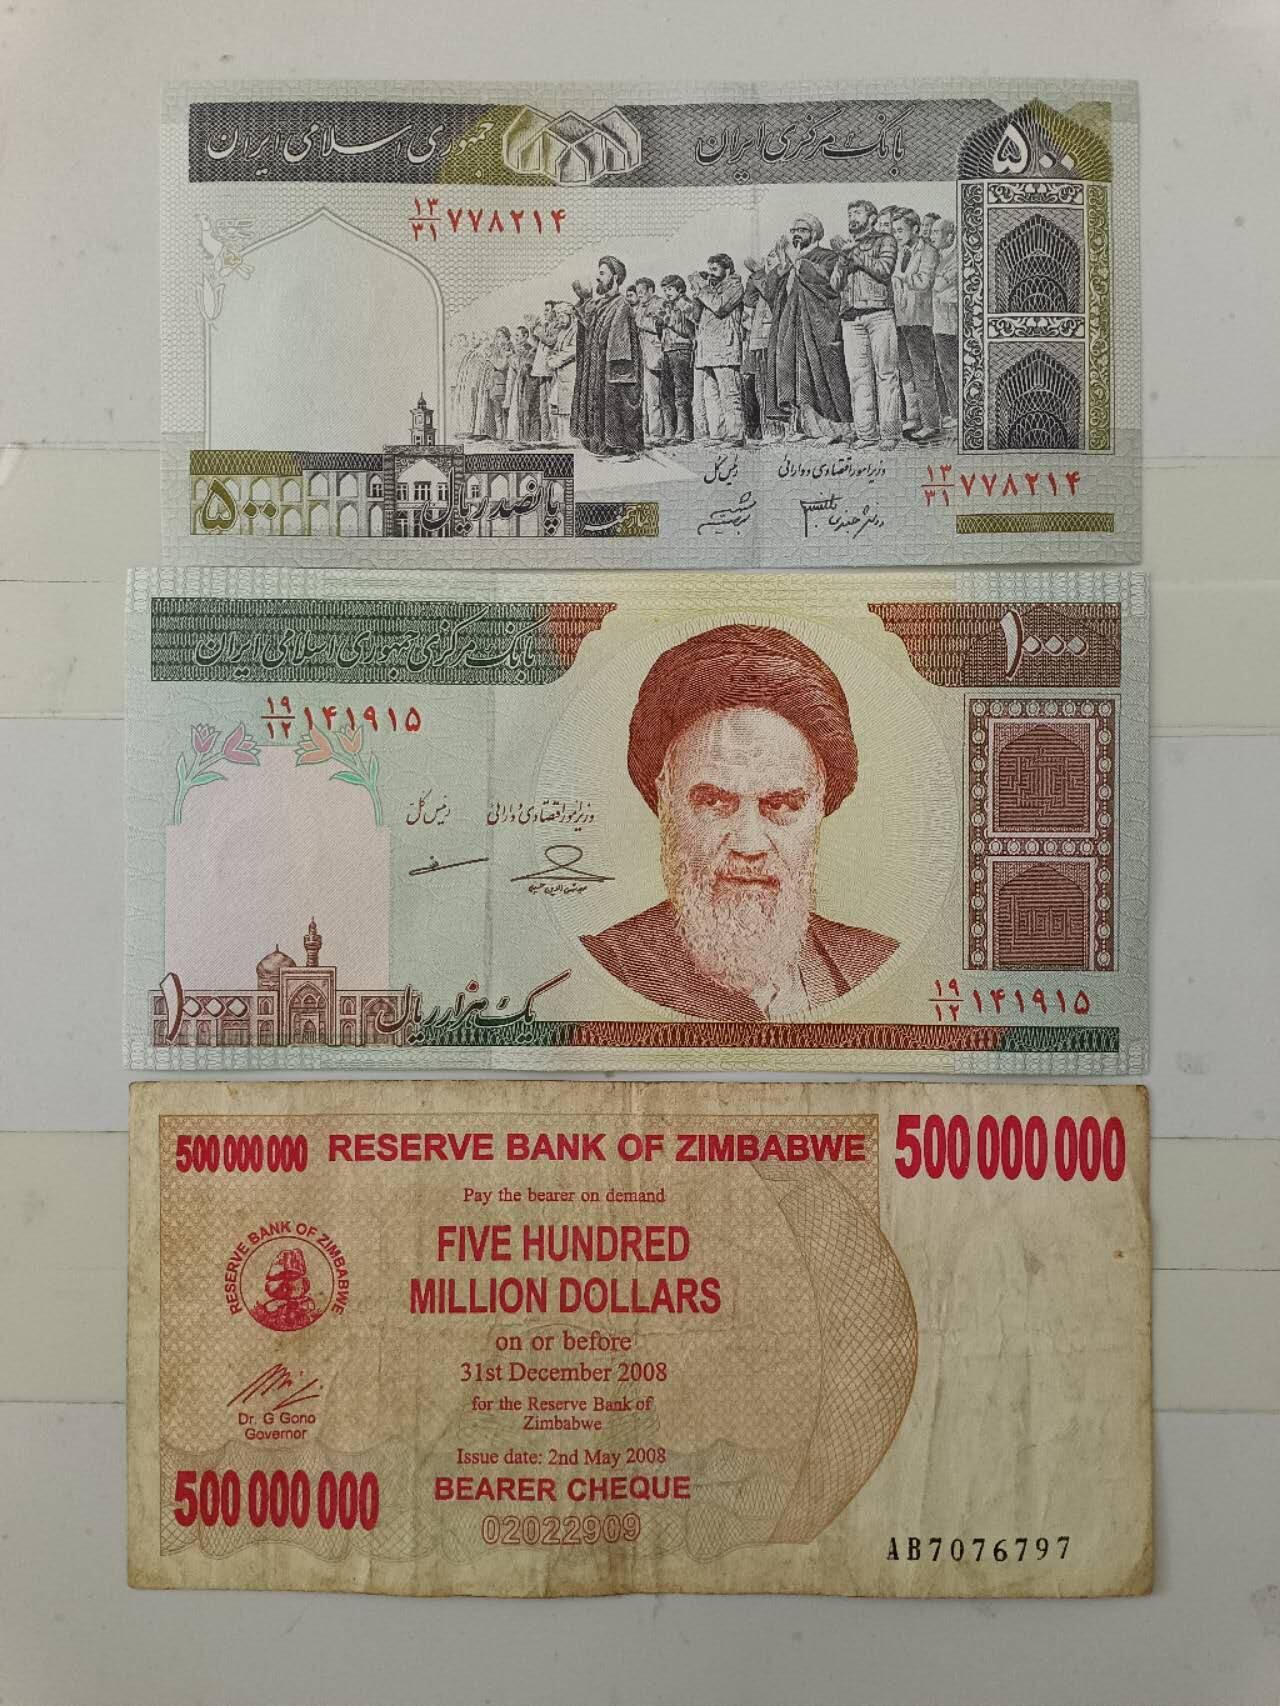 جمهوری اسلامی ایران
بانک مرکزی ایران
۵۰۰
۱۳/۳۱ ۷۷۸۲۱۴
رئیس کل
وزیر امور اقتصادی و دارائی
۱۳/۳۱ ۷۷۸۲۱۴
۵۰۰
پانصد ریال
بانک مرکزی جمهوری اسلامی ایران
۱۰۰۰
۱۹/۱۲ ۱۴۱۹۱۵
رئیس کل
وزیر امور اقتصادی و دارائی
۱۹/۱۲ ۱۴۱۹۱۵
۱۰۰۰
یک هزار ریال
500 000 000
RESERVE BANK OF ZIMBABWE
500 000 000
Pay the bearer on demand
FIVE HUNDRED
MILLION DOLLARS
RESERVE BANK OF ZIMBABWE
on or before
31st December 2008
for the Reserve Bank of
Zimbabwe
Dr. G Gono
Governor
Issue date: 2nd May 2008
500 000 000
BEARER CHEQUE
02022909
AB7076797